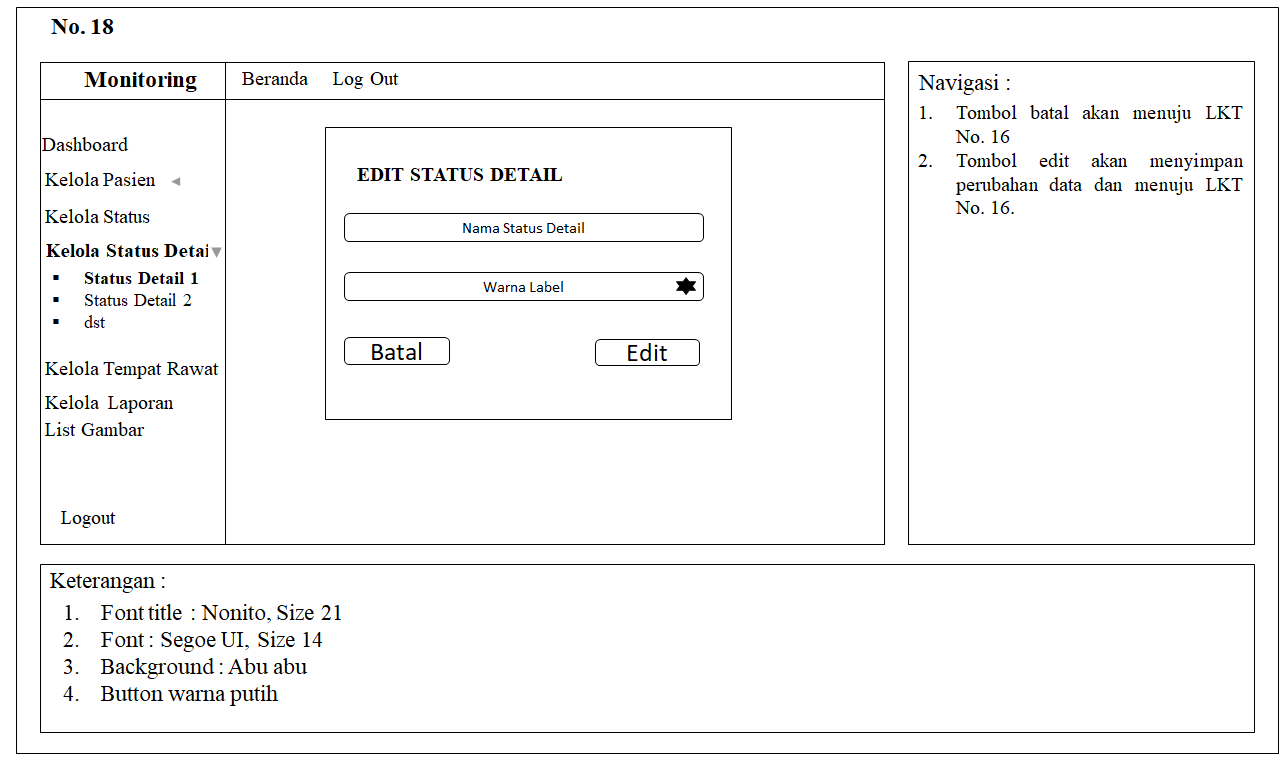 No. 18
Monitoring
Beranda Log Out
Dashboard
Kelola Pasien
Kelola Status
Kelola Status Detai
▪ Status Detail 1
▪ Status Detail 2
▪ dst
Kelola Tempat Rawat
Kelola Laporan
List Gambar
Logout
EDIT STATUS DETAIL
Nama Status Detail
Warna Label
Batal
Edit
Navigasi :
1. Tombol batal akan menuju LKT
No. 16
2. Tombol edit akan menyimpan
perubahan data dan menuju LKT
No. 16.
Keterangan :
1. Font title : Nonito, Size 21
2. Font : Segoe UI, Size 14
3. Background : Abu abu
4. Button warna putih